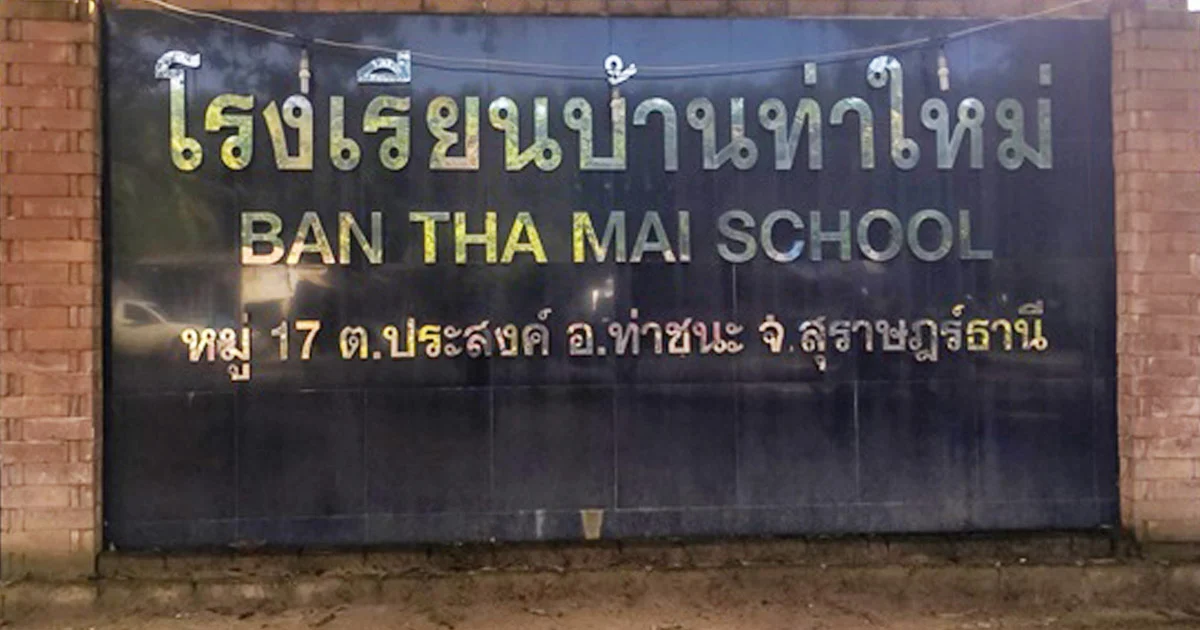 โรงเรียนบ้านท่าใหม่
BAN THA MAI SCHOOL
หมู่ 17 ต.ประสงค์ อ.ท่าชนะ จ.สุราษฎร์ธานี